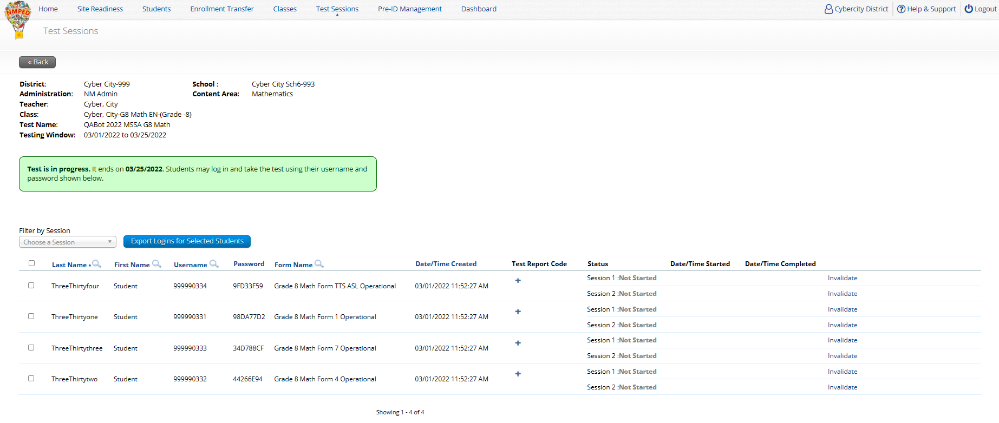 NMPED
Home Site Readiness Students Enrollment Transfer Classes Test Sessions Pre-ID Management Dashboard Cybercity District Help & Support Logout
Test Sessions
« Back
District: Cyber City-999 School : Cyber City Sch6-993
Administration: NM Admin Content Area: Mathematics
Teacher: Cyber, City
Class: Cyber, City-G8 Math EN-(Grade -8)
Test Name: QABot 2022 MSSA G8 Math
Testing Window: 03/01/2022 to 03/25/2022
Test is in progress. It ends on 03/25/2022. Students may log in and take the test using their username and
password shown below.
Filter by Session
Choose a Session Export Logins for Selected Students
Last Name First Name Username Password Form Name Date/Time Created Test Report Code Status Date/Time Started Date/Time Completed
ThreeThirtyfour Student 999990334 9FD33F59 Grade 8 Math Form TTS ASL Operational 03/01/2022 11:52:27 AM + Session 1 :Not Started Invalidate
Session 2 :Not Started Invalidate
ThreeThirtyone Student 999990331 98DA77D2 Grade 8 Math Form 1 Operational 03/01/2022 11:52:27 AM + Session 1 :Not Started Invalidate
Session 2 :Not Started Invalidate
ThreeThirtythree Student 999990333 34D788CF Grade 8 Math Form 7 Operational 03/01/2022 11:52:27 AM + Session 1 :Not Started Invalidate
Session 2 :Not Started Invalidate
ThreeThirtytwo Student 999990332 44266E94 Grade 8 Math Form 4 Operational 03/01/2022 11:52:27 AM + Session 1 :Not Started Invalidate
Session 2 :Not Started Invalidate
Showing 1 - 4 of 4